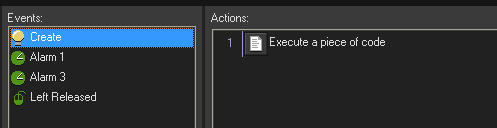 Events:
Create
Alarm 1
Alarm 3
Left Released
Actions:
1 Execute a piece of code